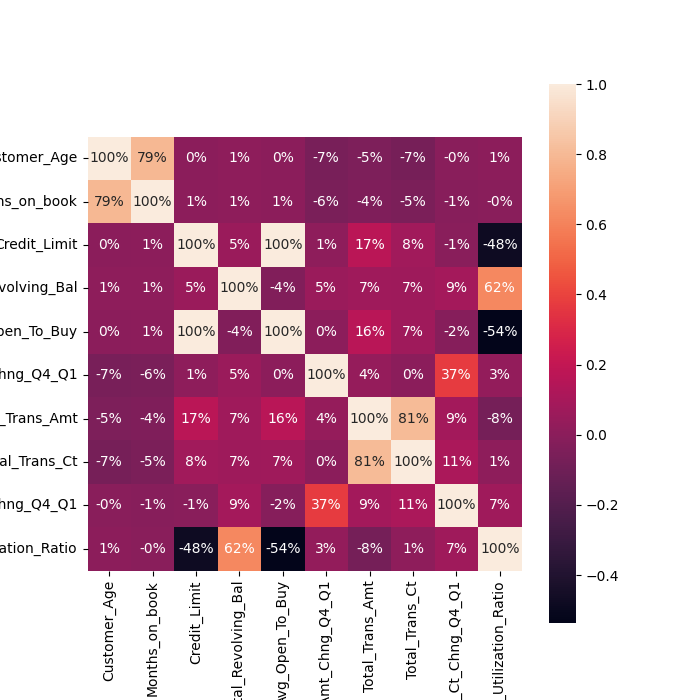 1.0
stomer_Age 100% 79% 0% 1% 0% -7% -5% -7% -0% 1%
0.8
ns_on_book 79% 100% 1% 1% 1% -6% -4% -5% -1% -0%
Credit_Limit 0% 1% 100% 5% 100% 1% 17% 8% -1% -48%
0.6
volving_Bal 1% 1% 5% 100% -4% 5% 7% 7% 9% 62%
0.4
pen_To_Buy 0% 1% 100% -4% 100% 0% 16% 7% -2% -54%
0.2
hng_Q4_Q1 -7% -6% 1% 5% 0% 100% 4% 0% 37% 3%
_Trans_Amt -5% -4% 17% 7% 16% 4% 100% 81% 9% -8%
0.0
al_Trans_Ct -7% -5% 8% 7% 7% 0% 81% 100% 11% 1%
-0.2
hng_Q4_Q1 -0% -1% -1% 9% -2% 37% 9% 11% 100% 7%
ation_Ratio 1% -0% -48% 62% -54% 3% -8% 1% 7% 100%
-0.4
Customer_Age
Months_on_book
Credit_Limit
tal_Revolving_Bal
Avg_Open_To_Buy
Amt_Chng_Q4_Q1
Total_Trans_Amt
Total_Trans_Ct
_Ct_Chng_Q4_Q1
_Utilization_Ratio